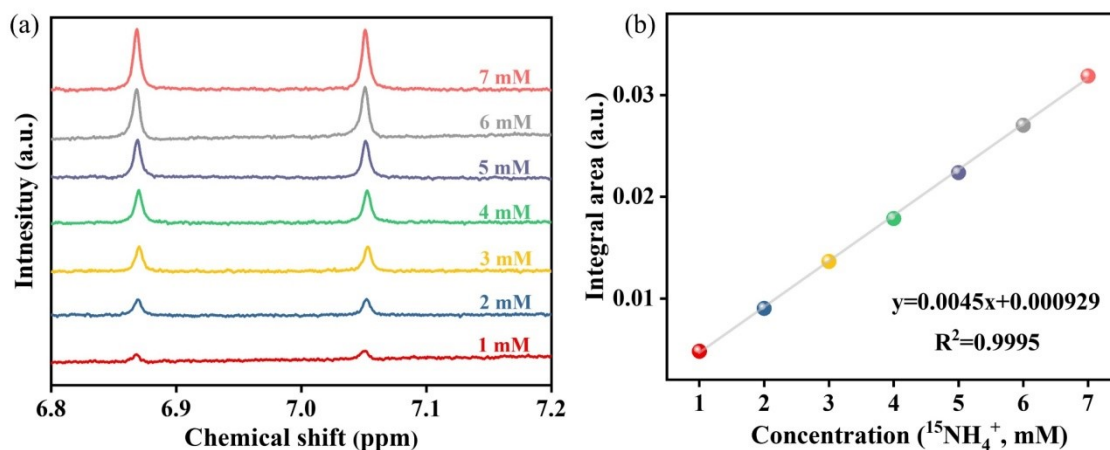 (a)
Intnesituy (a.u.)
7 mM
6 mM
5 mM
4 mM
3 mM
2 mM
1 mM
6.8 6.9 7.0 7.1 7.2
Chemical shift (ppm)
(b)
Integral area (a.u.)
0.03
0.02
0.01
y=0.0045x+0.000929
R²=0.9995
1 2 3 4 5 6 7
Concentration (¹⁵NH₄⁺, mM)